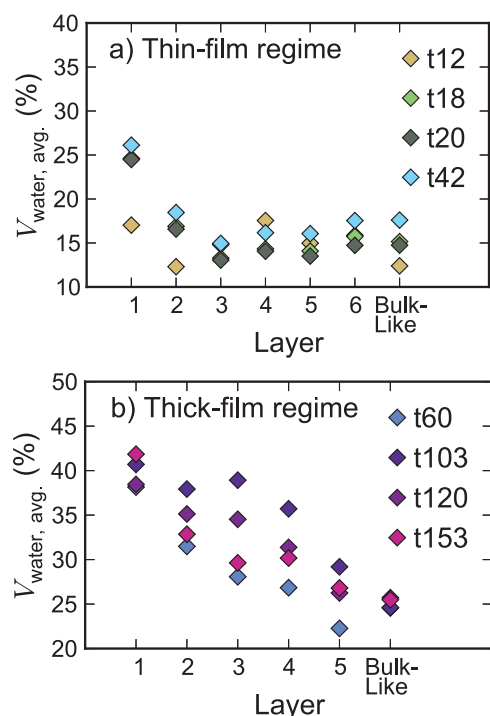 40
a) Thin-film regime
t12
35
t18
30
t20
25
t42
20
15
10
V water, avg. (%)
1 2 3 4 5 6 Bulk-
Like
Layer
50
b) Thick-film regime
t60
45
t103
40
t120
35
t153
30
25
20
V water, avg. (%)
1 2 3 4 5 Bulk-
Like
Layer